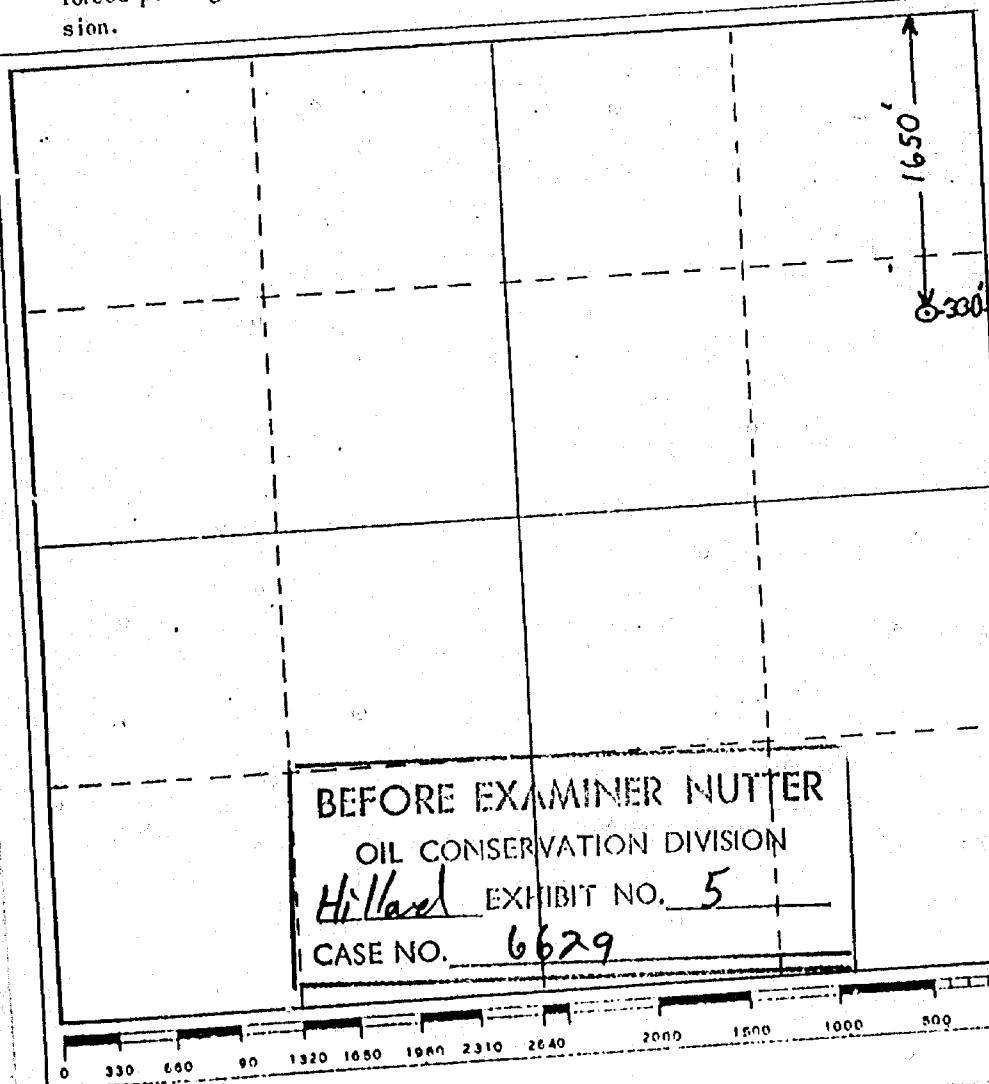 sion.
1650'
330'
BEFORE EXAMINER NUTTER
OIL CONSERVATION DIVISION
Hillard EXHIBIT NO. 5
CASE NO. 6629
0 330 660 90 1320 1650 1980 2310 2640 2000 1500 1000 500